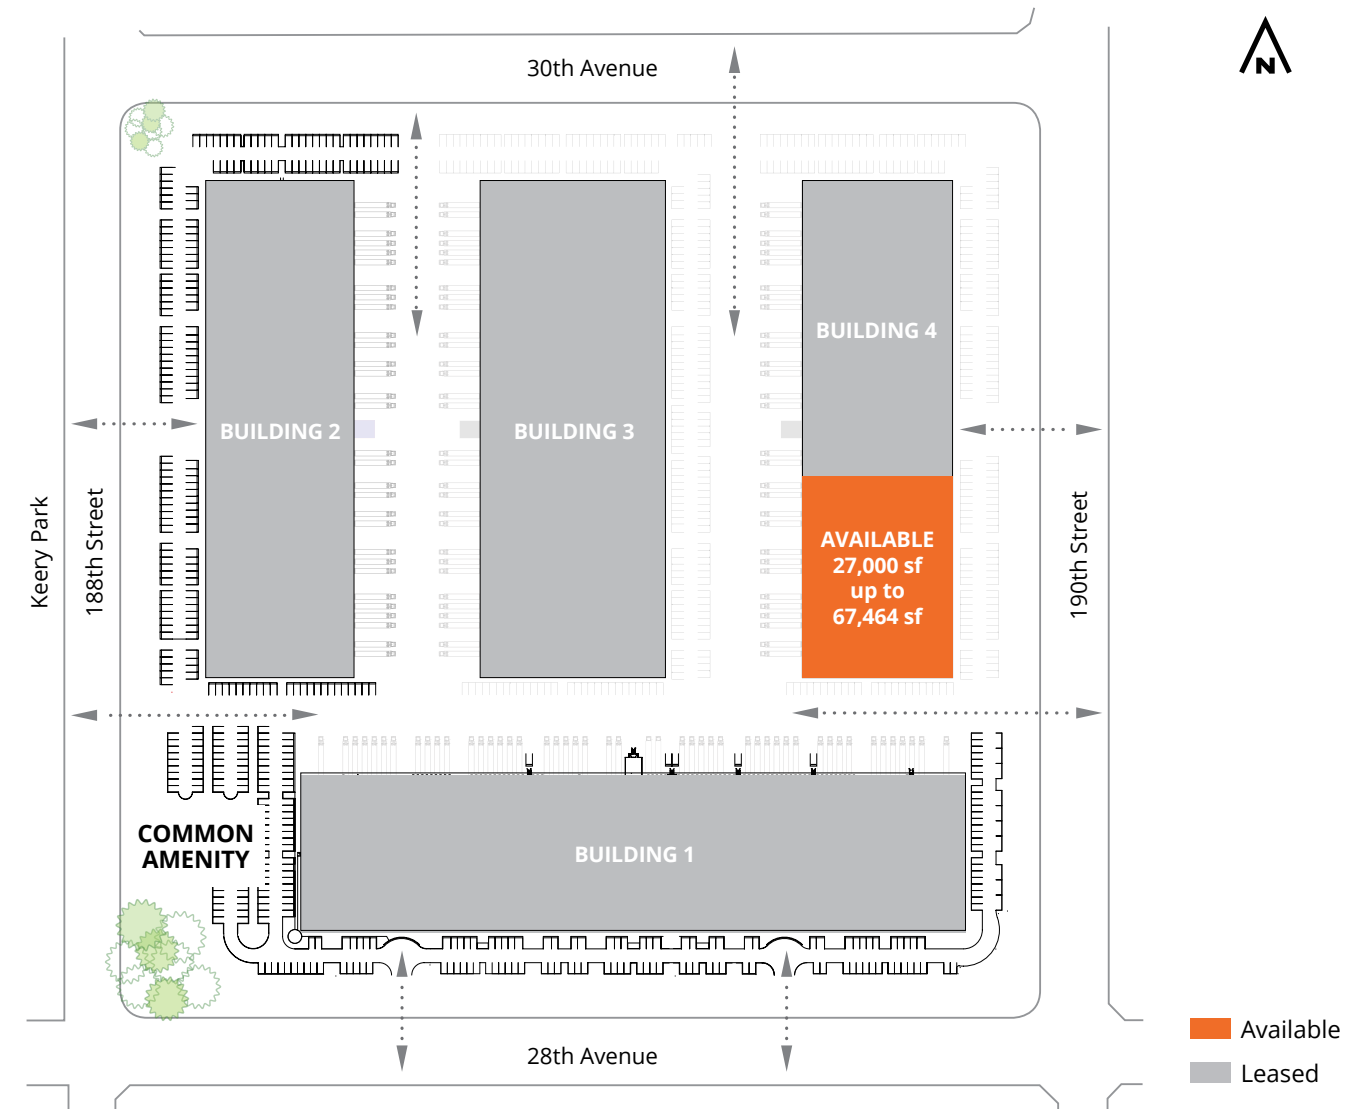 30th Avenue
N
BUILDING 4
BUILDING 2
BUILDING 3
Keery Park
188th Street
190th Street
AVAILABLE
27,000 sf
up to
67,464 sf
COMMON
AMENITY
BUILDING 1
28th Avenue
Available
Leased